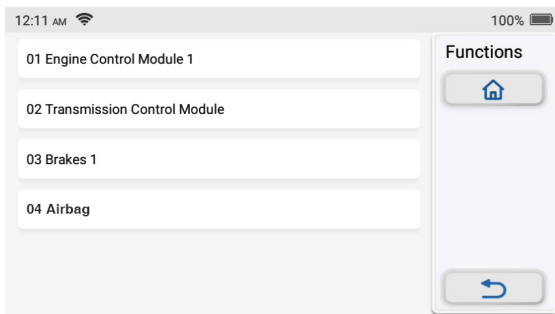 12:11 AM
100%
01 Engine Control Module 1
Functions
02 Transmission Control Module
03 Brakes 1
04 Airbag